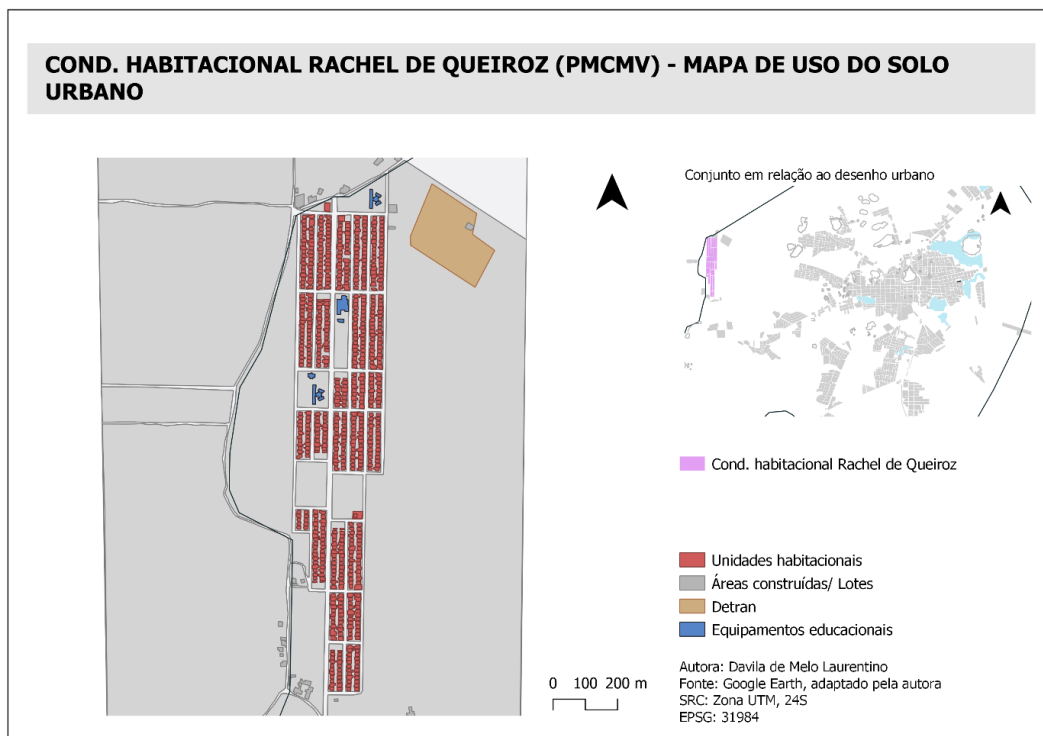 COND. HABITACIONAL RACHEL DE QUEIROZ (PMCMV) - MAPA DE USO DO SOLO
URBANO
Conjunto em relação ao desenho urbano
Cond. habitacional Rachel de Queiroz
Unidades habitacionais
Áreas construídas/ Lotes
Detran
Equipamentos educacionais
Autora: Davila de Melo Laurentino
Fonte: Google Earth, adaptado pela autora
SRC: Zona UTM, 24S
EPSG: 31984
0 100 200 m